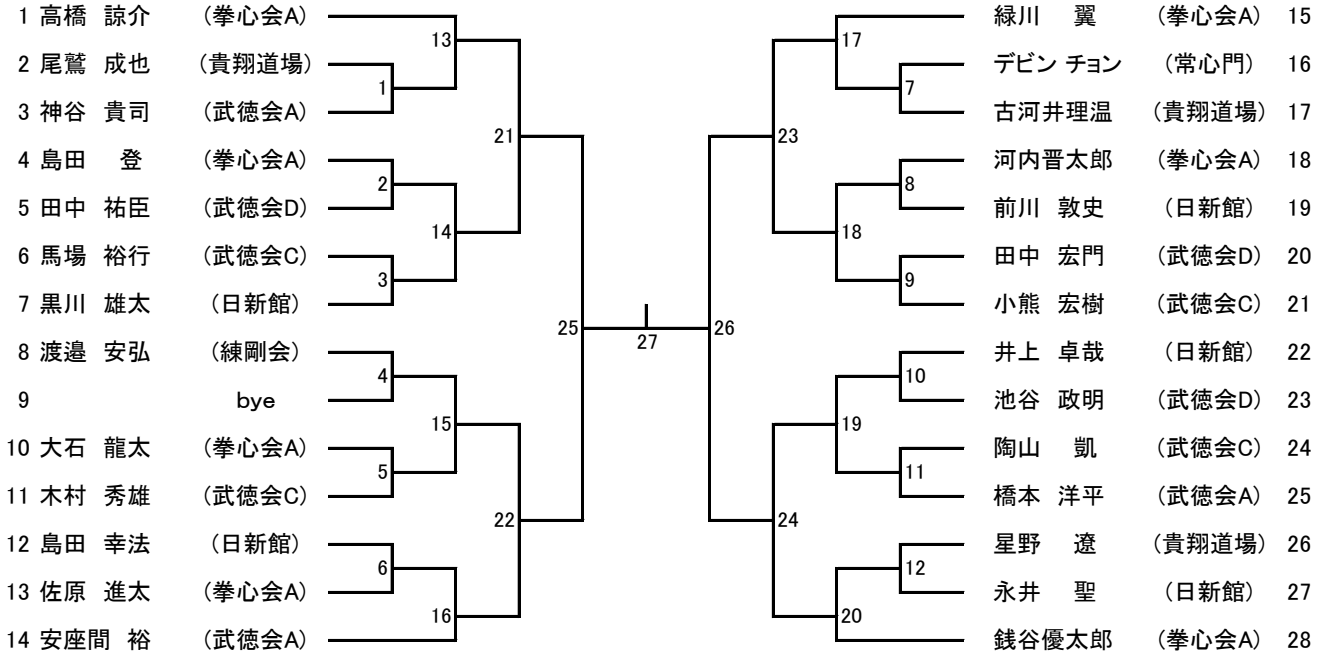 1 高橋 諒介 (拳心会A)
2 尾鷲 成也 (貴翔道場)
3 神谷 貴司 (武徳会A)
4 島田 登 (拳心会A)
5 田中 祐臣 (武徳会D)
6 馬場 裕行 (武徳会C)
7 黒川 雄太 (日新館)
8 渡邉 安弘 (練剛会)
9 bye
10 大石 龍太 (拳心会A)
11 木村 秀雄 (武徳会C)
12 島田 幸法 (日新館)
13 佐原 進太 (拳心会A)
14 安座間 裕 (武徳会A)
1
2
3
4
5
6
13
14
15
16
21
22
25
27
26
23
24
17
18
19
20
7
8
9
10
11
12
緑川 翼 (拳心会A) 15
デビン チョン (常心門) 16
古河井理温 (貴翔道場) 17
河内晋太郎 (拳心会A) 18
前川 敦史 (日新館) 19
田中 宏門 (武徳会D) 20
小熊 宏樹 (武徳会C) 21
井上 卓哉 (日新館) 22
池谷 政明 (武徳会D) 23
陶山 凱 (武徳会C) 24
橋本 洋平 (武徳会A) 25
星野 遼 (貴翔道場) 26
永井 聖 (日新館) 27
銭谷優太郎 (拳心会A) 28